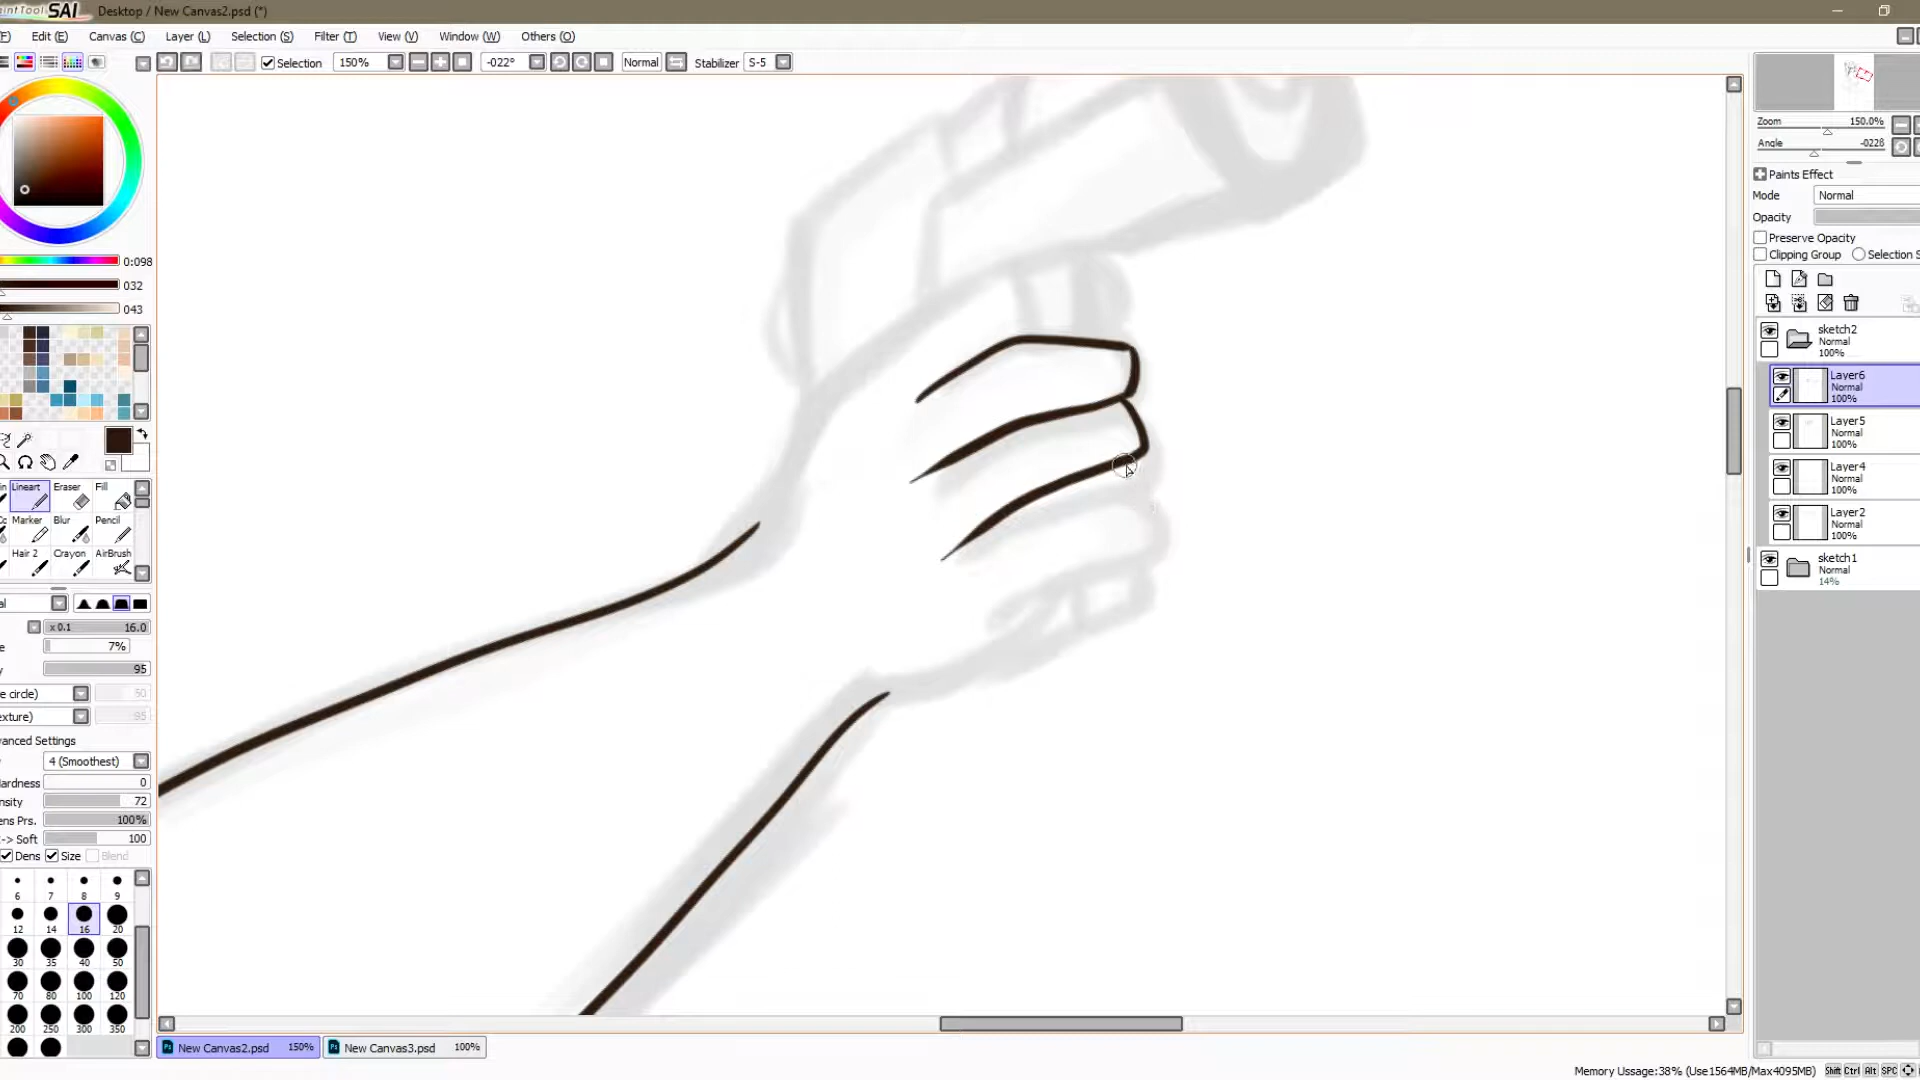 PaintTool SAI Desktop / New Canvas2.psd (*)
Edit (E) Canvas (C) Layer (L) Selection (S) Filter (T) View (V) Window (W) Others (O)
Selection 150% -022° Normal Stabilizer S-5
Zoom 150.0%
Angle -0228
Paints Effect
Mode Normal
Opacity
Preserve Opacity
Clipping Group Selection S
sketch2
Normal
100%
Layer6
Normal
100%
Layer5
Normal
100%
Layer4
Normal
100%
Layer2
Normal
100%
sketch1
Normal
14%
0:098
032
043
Lineart Eraser Fill
Marker Blur Pencil
Hair 2 Crayon AirBrush
x 0.1 16.0
7%
95
e circle) 50
exture) 95
vanced Settings
4 (Smoothest)
Hardness 0
nsity 72
ens Prs. 100%
-> Soft 100
Dens Size Blend
6 7 8 9
12 14 16 20
30 35 40 50
70 80 100 120
200 250 300 350
New Canvas2.psd 150% New Canvas3.psd 100%
Memory Ussage:38% (Use1564MB/Max4095MB) Shift Ctrl Alt SPC